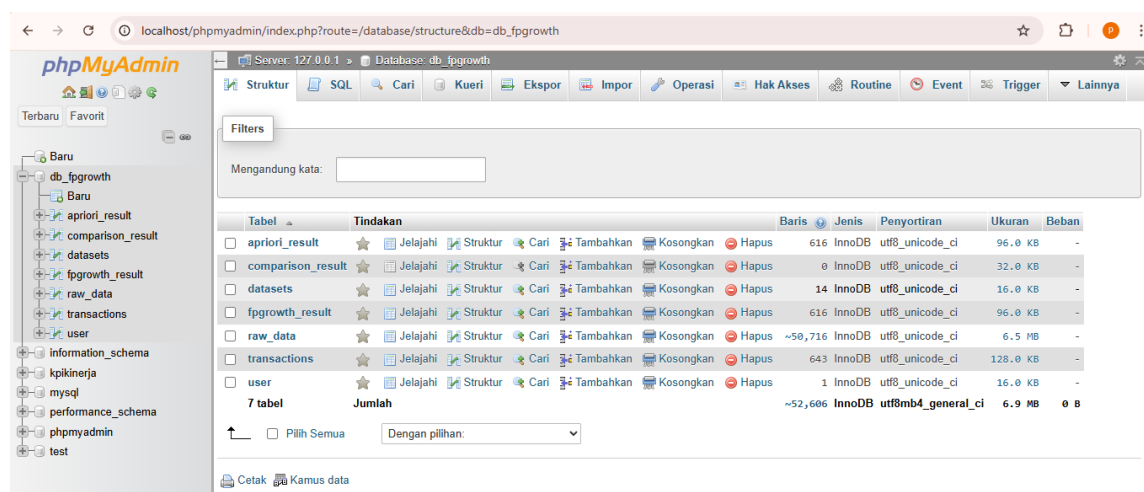 localhost/phpmyadmin/index.php?route=/database/structure&db=db_fpgrowth
P
phpMyAdmin
Terbaru Favorit
Baru
db_fpgrowth
Baru
apriori_result
comparison_result
datasets
fpgrowth_result
raw_data
transactions
user
information_schema
kpikinerja
mysql
performance_schema
phpmyadmin
test
Server: 127.0.0.1 » Database: db_fpgrowth
Struktur SQL Cari Kueri Ekspor Impor Operasi Hak Akses Routine Event Trigger Lainnya
Filters
Mengandung kata:
Tabel Tindakan Baris Jenis Penyortiran Ukuran Beban
apriori_result Jelajahi Struktur Cari Tambahkan Kosongkan Hapus 616 InnoDB utf8_unicode_ci 96.0 KB -
comparison_result Jelajahi Struktur Cari Tambahkan Kosongkan Hapus 0 InnoDB utf8_unicode_ci 32.0 KB -
datasets Jelajahi Struktur Cari Tambahkan Kosongkan Hapus 14 InnoDB utf8_unicode_ci 16.0 KB -
fpgrowth_result Jelajahi Struktur Cari Tambahkan Kosongkan Hapus 616 InnoDB utf8_unicode_ci 96.0 KB -
raw_data Jelajahi Struktur Cari Tambahkan Kosongkan Hapus ~50,716 InnoDB utf8_unicode_ci 6.5 MB -
transactions Jelajahi Struktur Cari Tambahkan Kosongkan Hapus 643 InnoDB utf8_unicode_ci 128.0 KB -
user Jelajahi Struktur Cari Tambahkan Kosongkan Hapus 1 InnoDB utf8_unicode_ci 16.0 KB -
7 tabel Jumlah ~52,606 InnoDB utf8mb4_general_ci 6.9 MB 0 B
Pilih Semua Dengan pilihan:
Cetak Kamus data